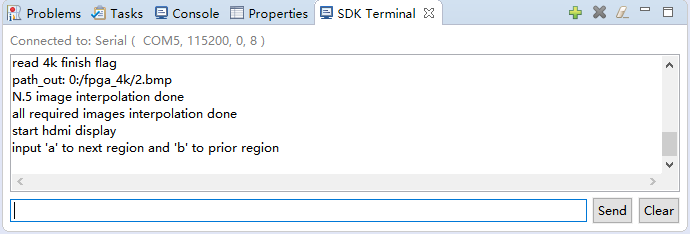 Problems Tasks Console Properties SDK Terminal
Connected to: Serial ( COM5, 115200, 0, 8 )
read 4k finish flag
path_out: 0:/fpga_4k/2.bmp
N.5 image interpolation done
all required images interpolation done
start hdmi display
input 'a' to next region and 'b' to prior region
Send Clear